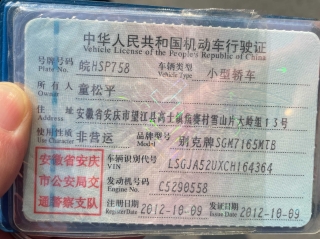 中华人民共和国机动车行驶证
Vehicle License of the People's Republic of China
号牌号码 皖HSP758 车辆类型 小型轿车
Plate No. Vehicle Type
所有人 童松平
Owner
住址 安徽省安庆市望江县高士镇 村雪山片大岭组13号
Address
使用性质 非营运 品牌型号 别克牌SGM7165MTB
Use Character Model
安徽省安庆市公安局交通警察支队
车辆识别代号 LSGJA52UXCH164364
VIN
发动机号码 C5290558
Engine No.
注册日期 2012-10-09 发证日期 2012-10-09
Register Date Issue Date